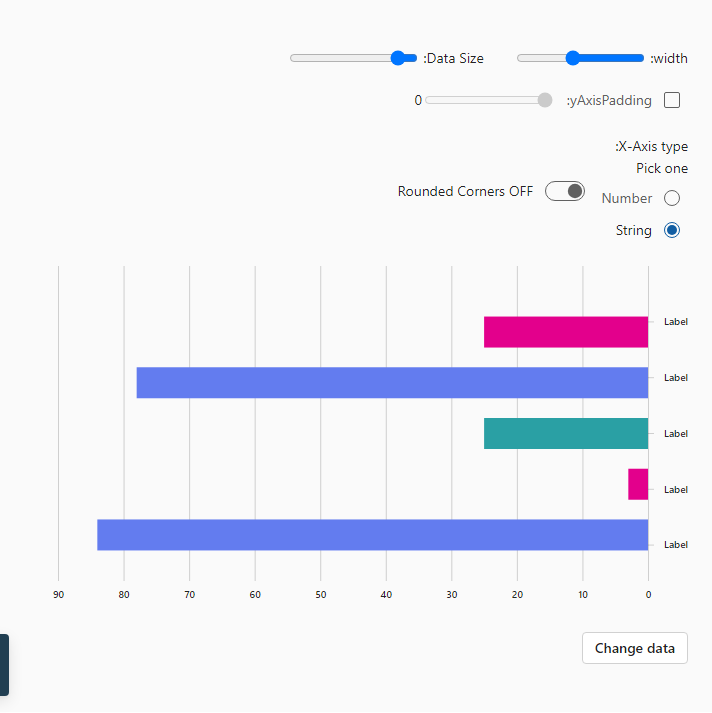 width:
Data Size:
yAxisPadding:
0
X-Axis type:
Pick one
Number
Rounded Corners OFF
String
Label
Label
Label
Label
Label
90 80 70 60 50 40 30 20 10 0
Change data